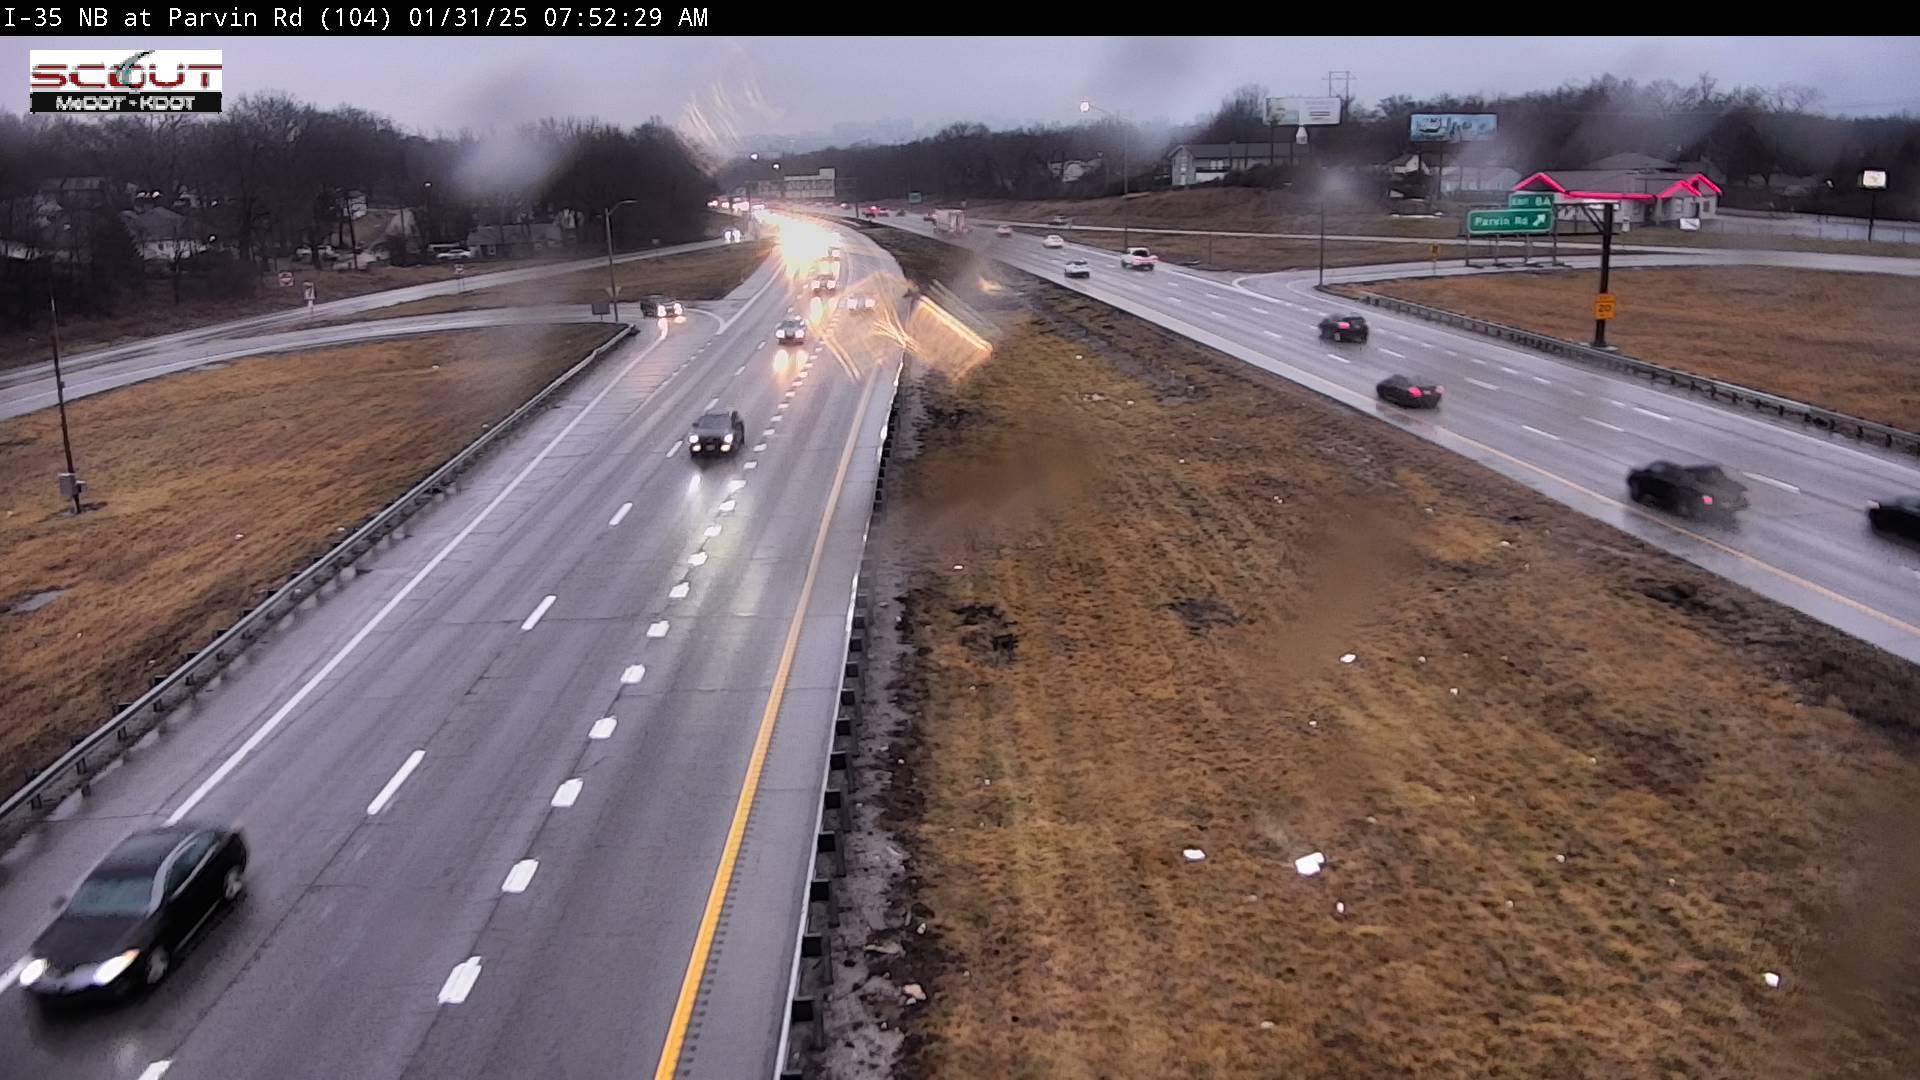 I-35 NB at Parvin Rd (104) 01/31/25 07:52:29 AM
SCOUT
MoDOT - KDOT
EXIT 8A
Parvin Rd
20